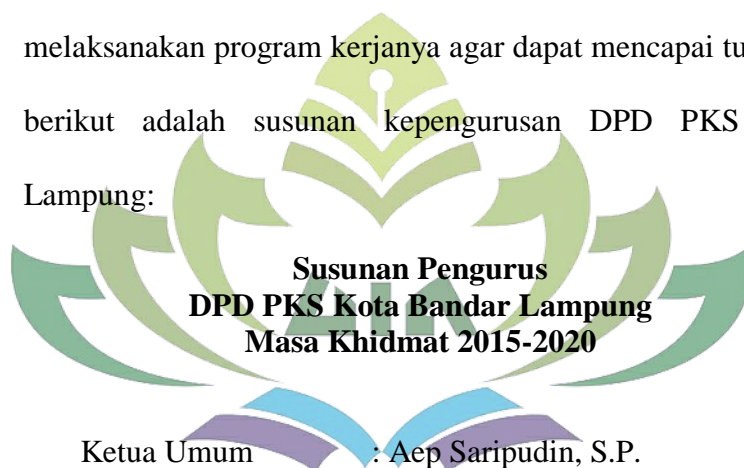 melaksanakan program kerjanya agar dapat mencapai
berikut adalah susunan kepengurusan DPD PKS
Lampung:
Susunan Pengurus
DPD PKS Kota Bandar Lampung
Masa Khidmat 2015-2020
Ketua Umum : Aep Saripudin, S.P.